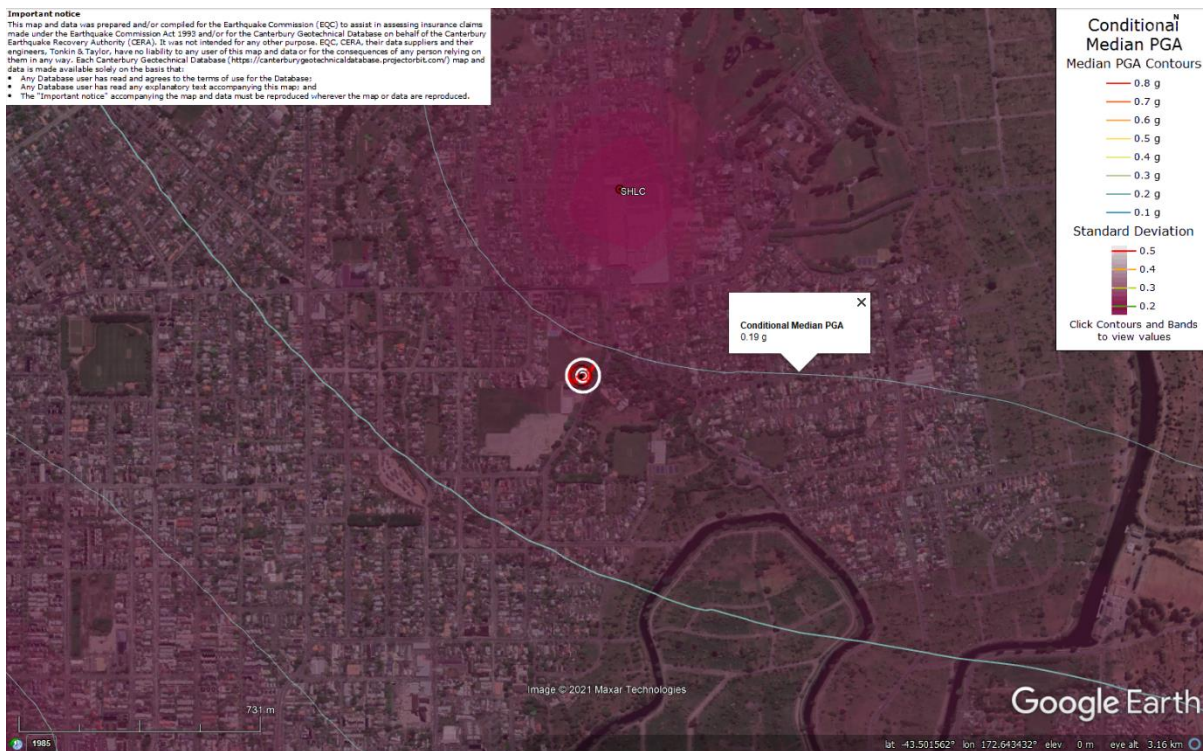 Important notice
This map and data was prepared and/or compiled for the Earthquake Commission (EQC) to assist in assessing insurance claims
made under the Earthquake Commission Act 1993 and/or for the Canterbury Geotechnical Database on behalf of the Canterbury
Earthquake Recovery Authority (CERA). It was not intended for any other purpose. EQC, CERA, their data suppliers and their
engineers, Tonkin & Taylor, have no liability to any user of this map and data or for the consequences of any person relying on
them in any way. Each Canterbury Geotechnical Database (https://canterburygeotechnicaldatabase.projectorbit.com/) map and
data is made available solely on the basis that:
• Any Database user has read and agrees to the terms of use for the Database;
• Any Database user has read any explanatory text accompanying this map; and
• The "Important notice" accompanying the map and data must be reproduced wherever the map or data are reproduced.
N
Conditional
Median PGA
Median PGA Contours
0.8 g
0.7 g
0.6 g
0.5 g
0.4 g
0.3 g
0.2 g
0.1 g
Standard Deviation
0.5
0.4
0.3
0.2
Click Contours and Bands
to view values
SHLC
Conditional Median PGA
0.19 g
Image © 2021 Maxar Technologies
Google Earth
731 m
1985
lat -43.501562° lon 172.643432° elev 0 m eye alt 3.16 km